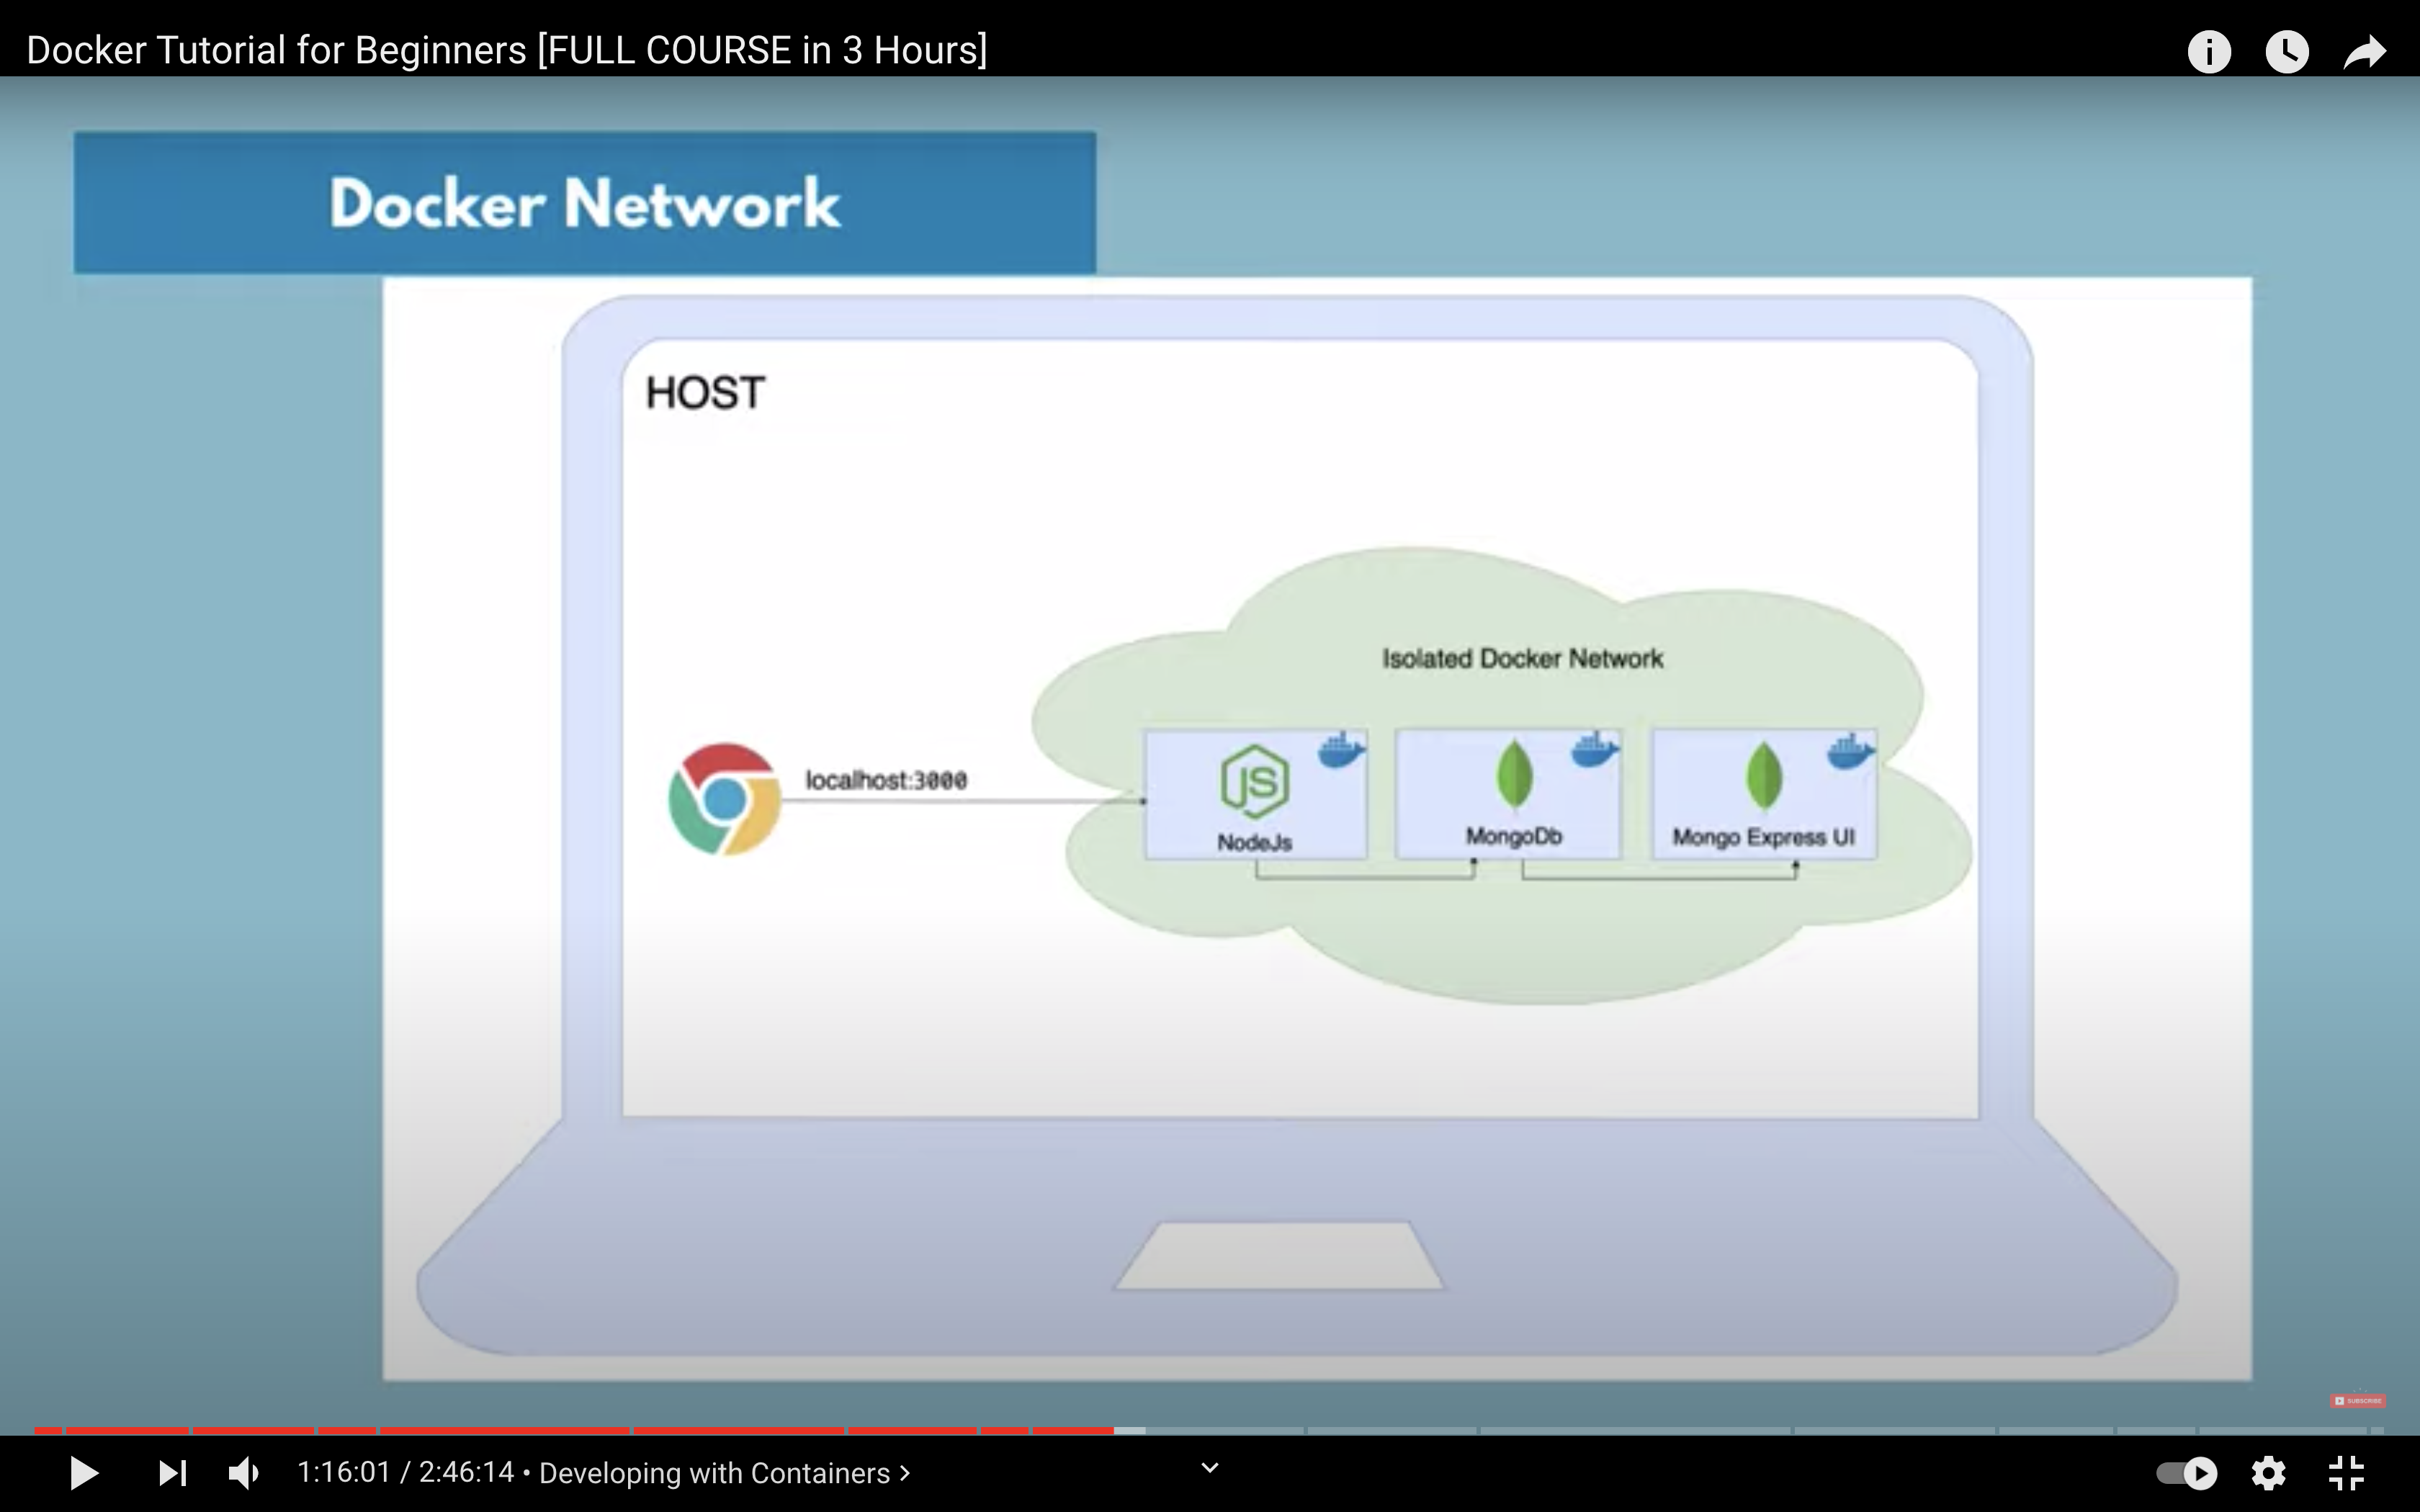 Docker Tutorial for Beginners [FULL COURSE in 3 Hours]
Docker Network
HOST
Isolated Docker Network
localhost:3000
JS
NodeJs
MongoDb
Mongo Express UI
SUBSCRIBE
1:16:01 / 2:46:14 • Developing with Containers >